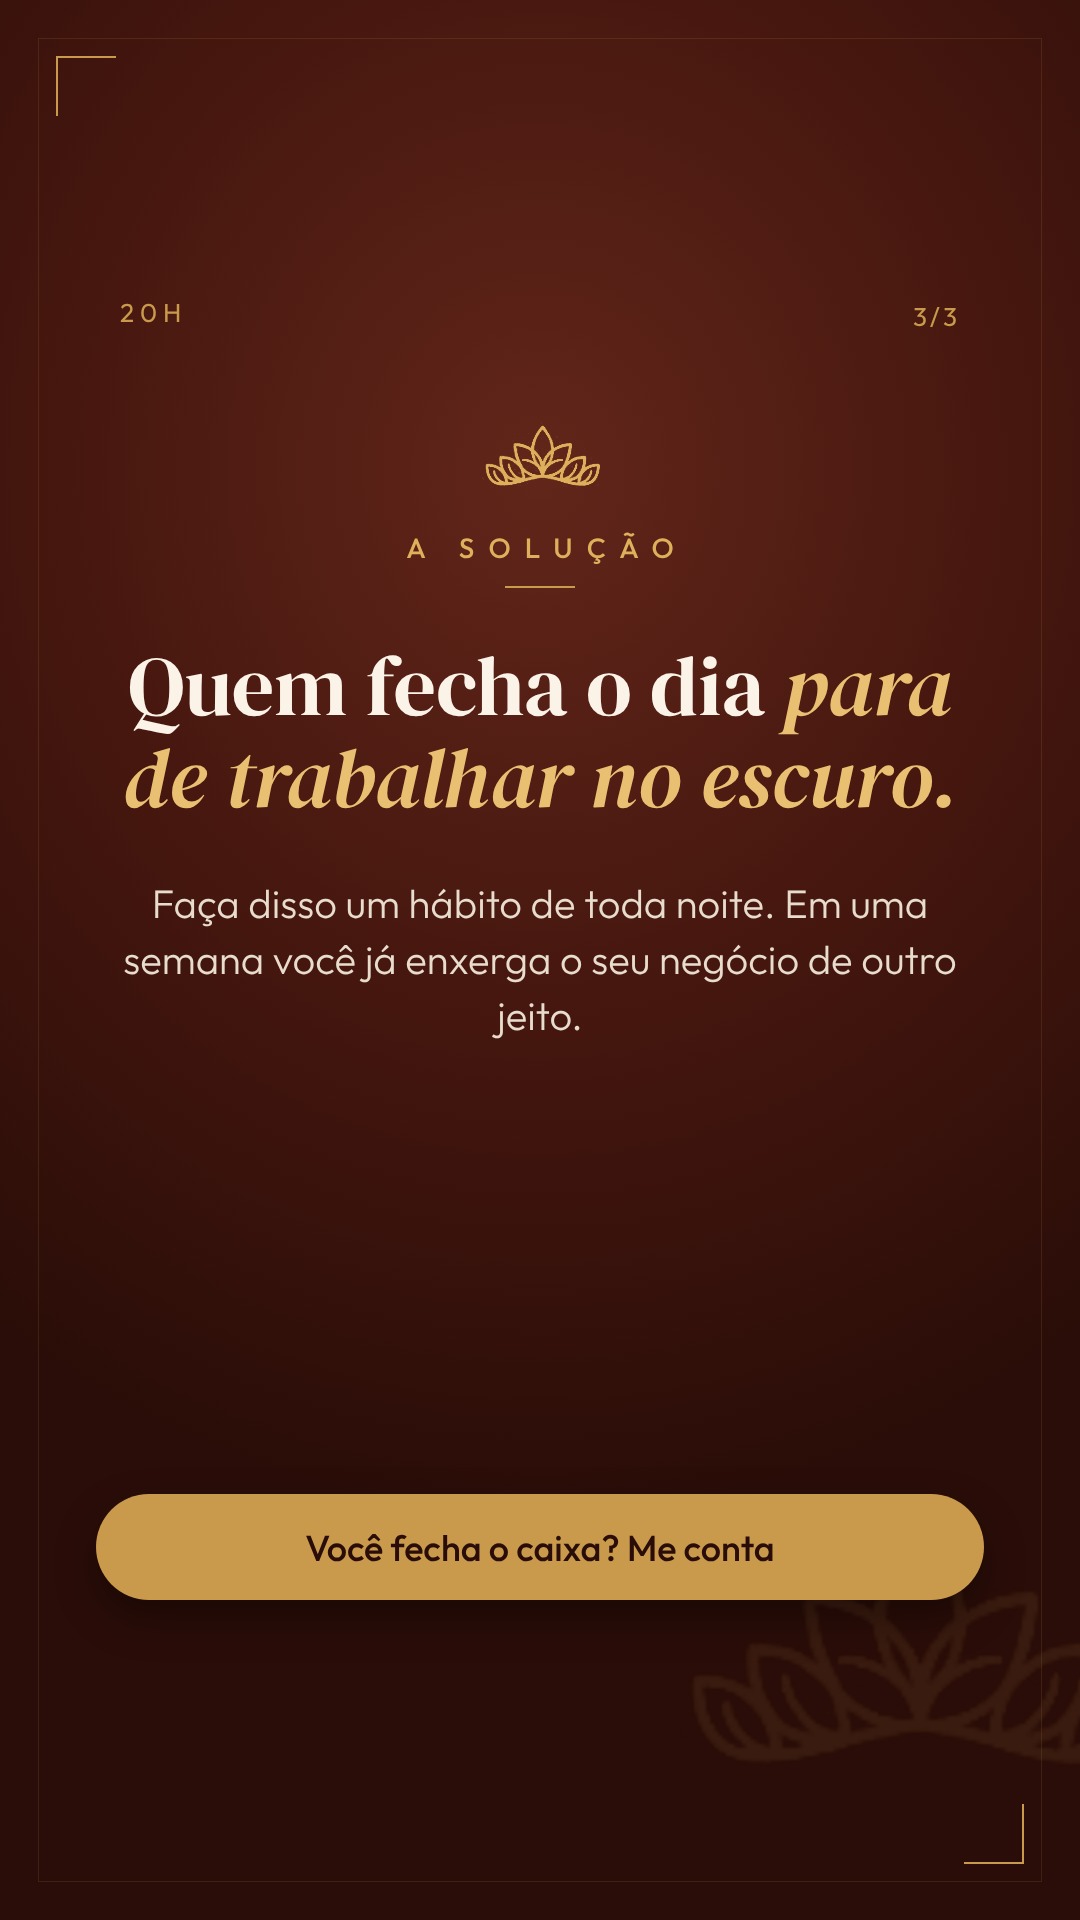 20H
3/3
A SOLUÇÃO
Quem fecha o dia para
de trabalhar no escuro.
Faça disso um hábito de toda noite. Em uma
semana você já enxerga o seu negócio de outro
jeito.
Você fecha o caixa? Me conta